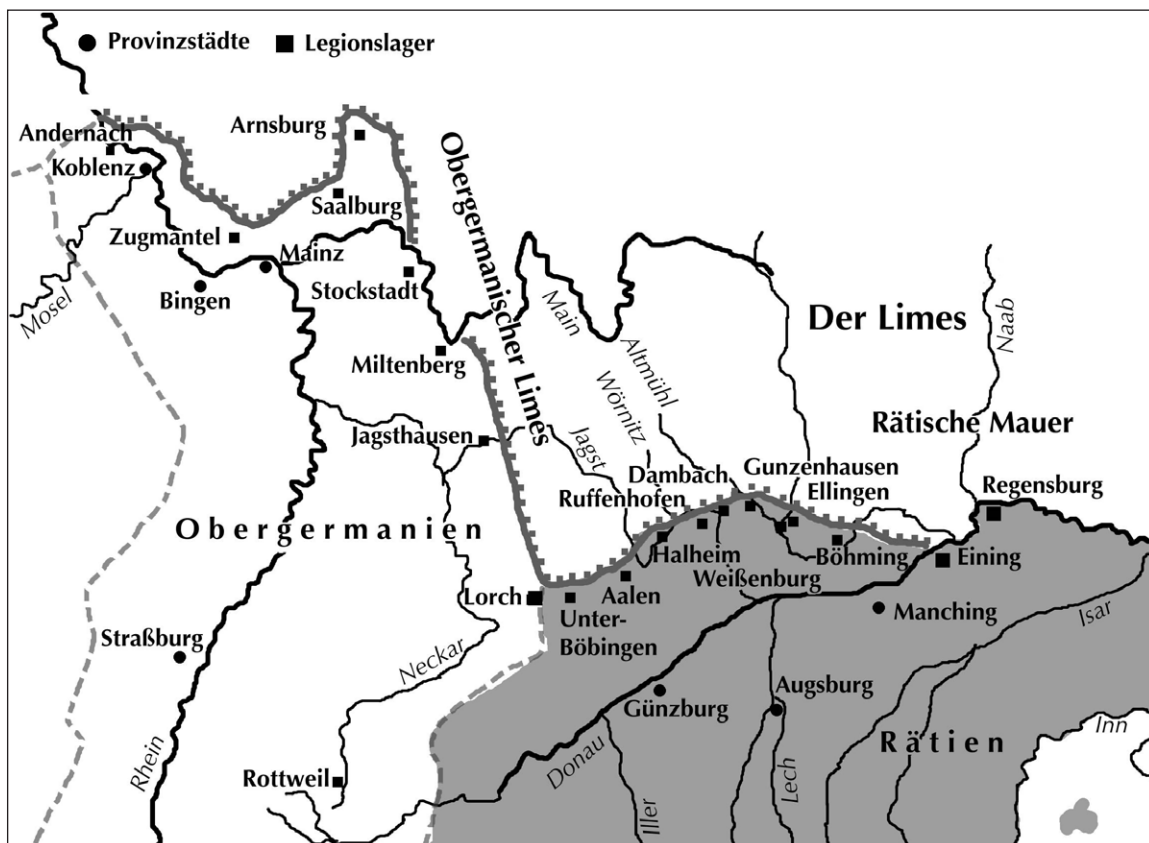 Provinzstädte
Legionslager
Andernach
Koblenz
Arnsburg
Saalburg
Zugmantel
Mainz
Bingen
Mosel
Stockstadt
Obergermanischer Limes
Main
Der Limes
Naab
Miltenberg
Altmühl
Wörnitz
Jagst
Rätische Mauer
Jagsthausen
Dambach
Gunzenhausen
Ruffenhofen
Ellingen
Regensburg
Obergermanien
Halheim
Böhming
Eining
Weißenburg
Lorch
Aalen
Unter-
Böbingen
Manching
Isar
Straßburg
Neckar
Günzburg
Augsburg
Rätien
Inn
Rhein
Donau
Rottweil
Iller
Lech